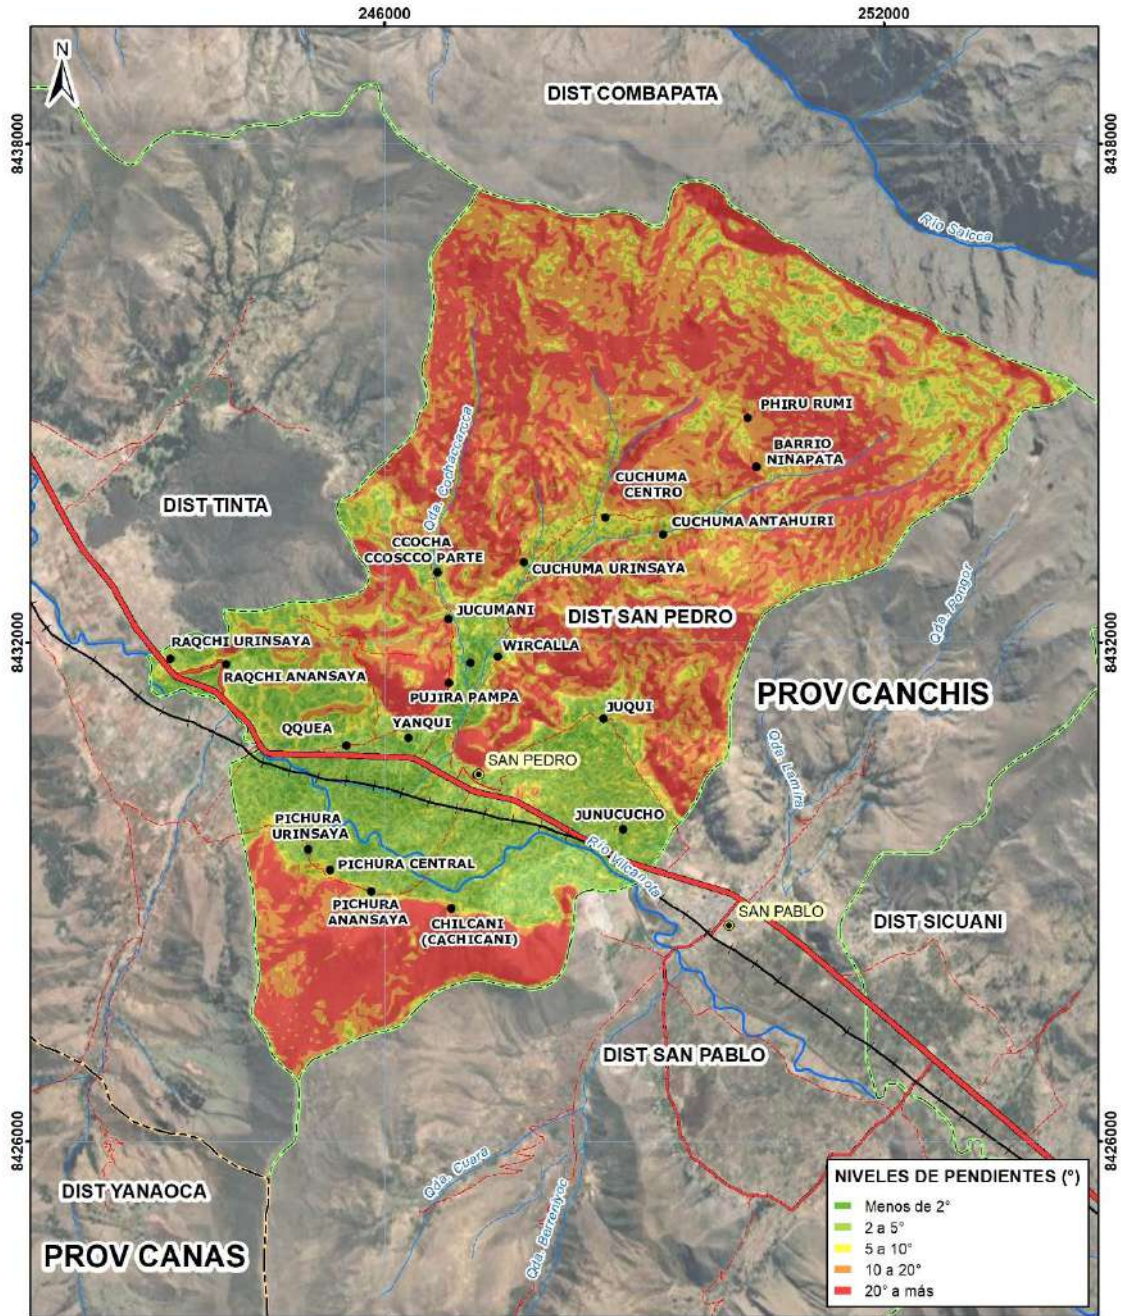 246000
252000
N
DIST COMBAPATA
8438000
8438000
Río Salcca
PHIRU RUMI
BARRIO
NINAPATA
Qda. Cochaccarcca
CUCHUMA
CENTRO
DIST TINTA
CUCHUMA ANTAHUIRI
CCOCHA
CCOSCCO PARTE
CUCHUMA URINSAYA
Qda. Pongor
JUCUMANI
DIST SAN PEDRO
8432000
8432000
RAQCHI URINSAYA
WIRCALLA
RAQCHI ANANSAYA
PUJIRA PAMPA
PROV CANCHIS
JUQUI
QQUEA
YANQUI
SAN PEDRO
Qda. Lamira
JUNUCUCHO
PICHURA
URINSAYA
Río Vilcanota
PICHURA CENTRAL
PICHURA
ANANSAYA
CHILCANI
(CACHICANI)
SAN PABLO
DIST SICUANI
DIST SAN PABLO
8426000
8426000
Qda. Cuara
DIST YANAOCA
PROV CANAS
NIVELES DE PENDIENTES (°)
Menos de 2°
2 a 5°
5 a 10°
10 a 20°
20° a más